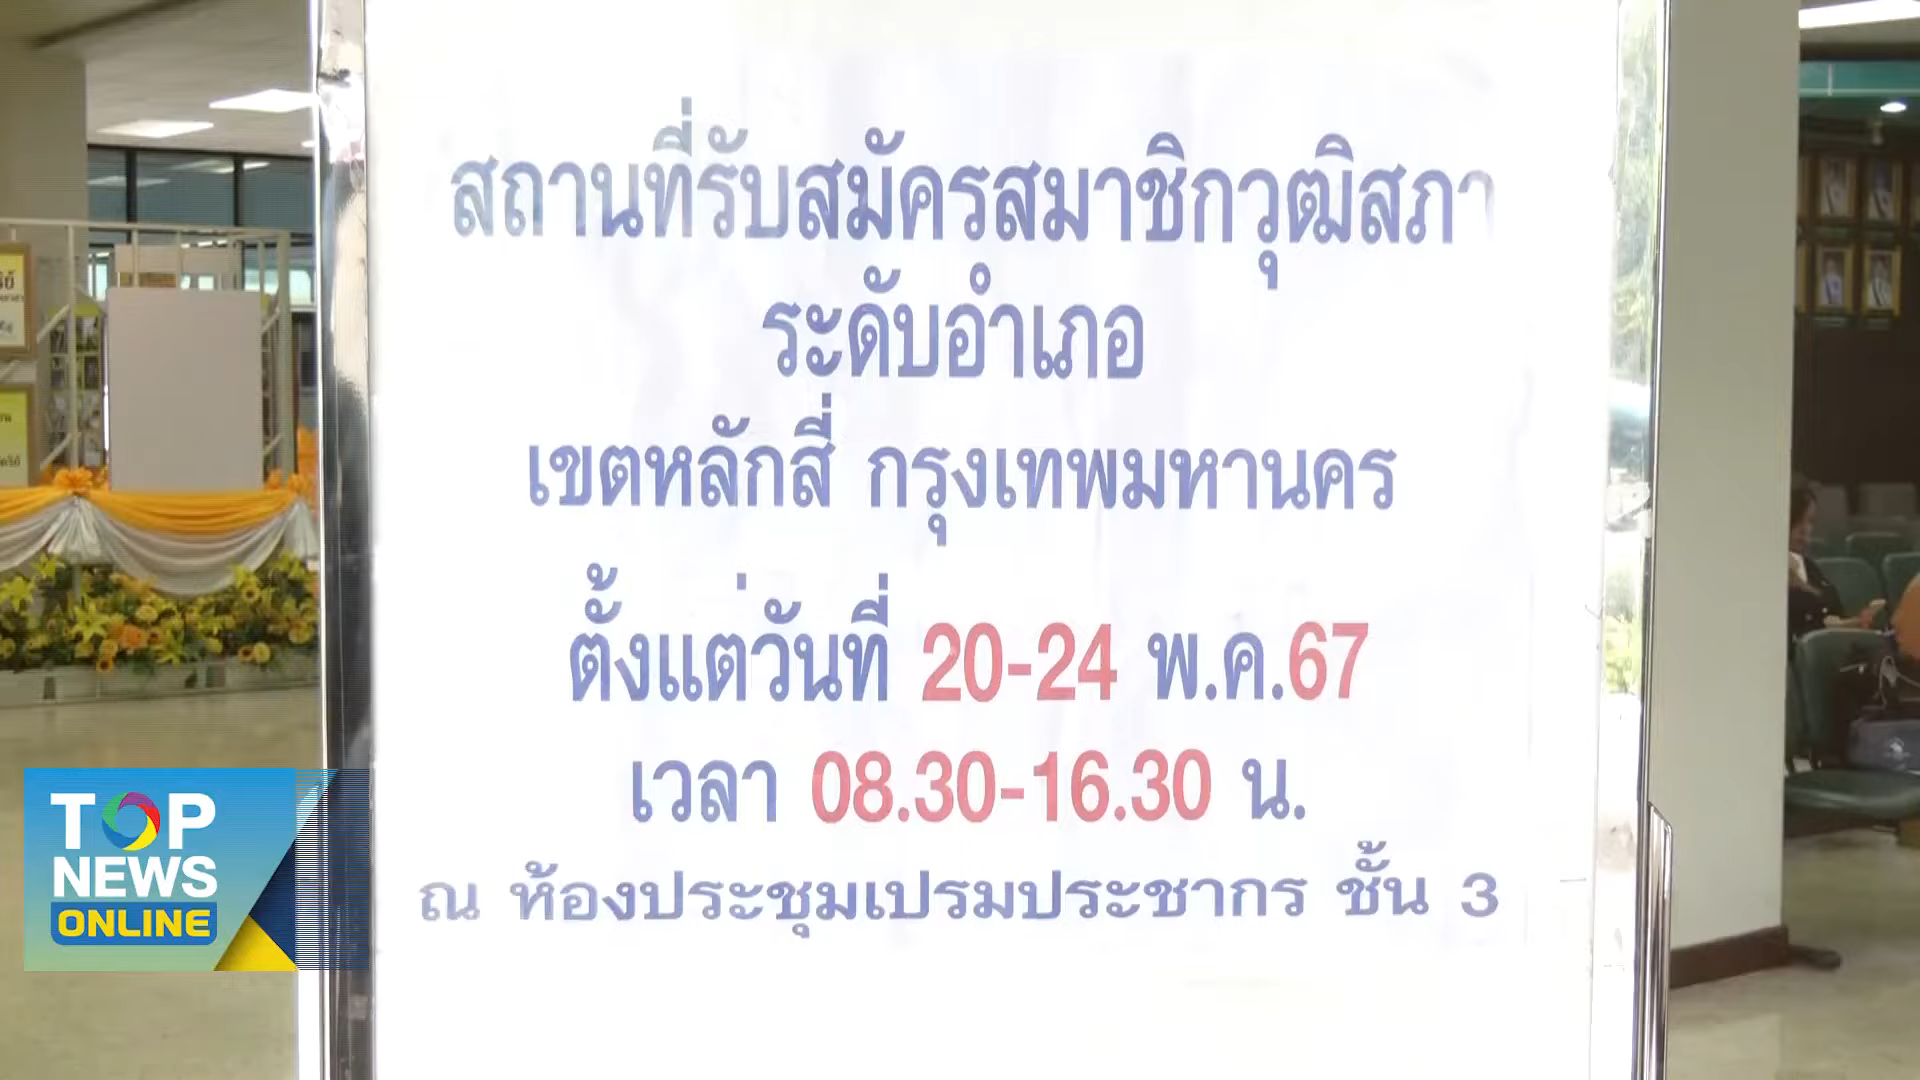 สถานที่รับสมัครสมาชิกวุฒิสภา
ระดับอำเภอ
เขตหลักสี่ กรุงเทพมหานคร
ตั้งแต่วันที่ 20-24 พ.ค.67
เวลา 08.30-16.30 น.
ณ ห้องประชุมเปรมประชากร ชั้น 3
TOP
NEWS
ONLINE